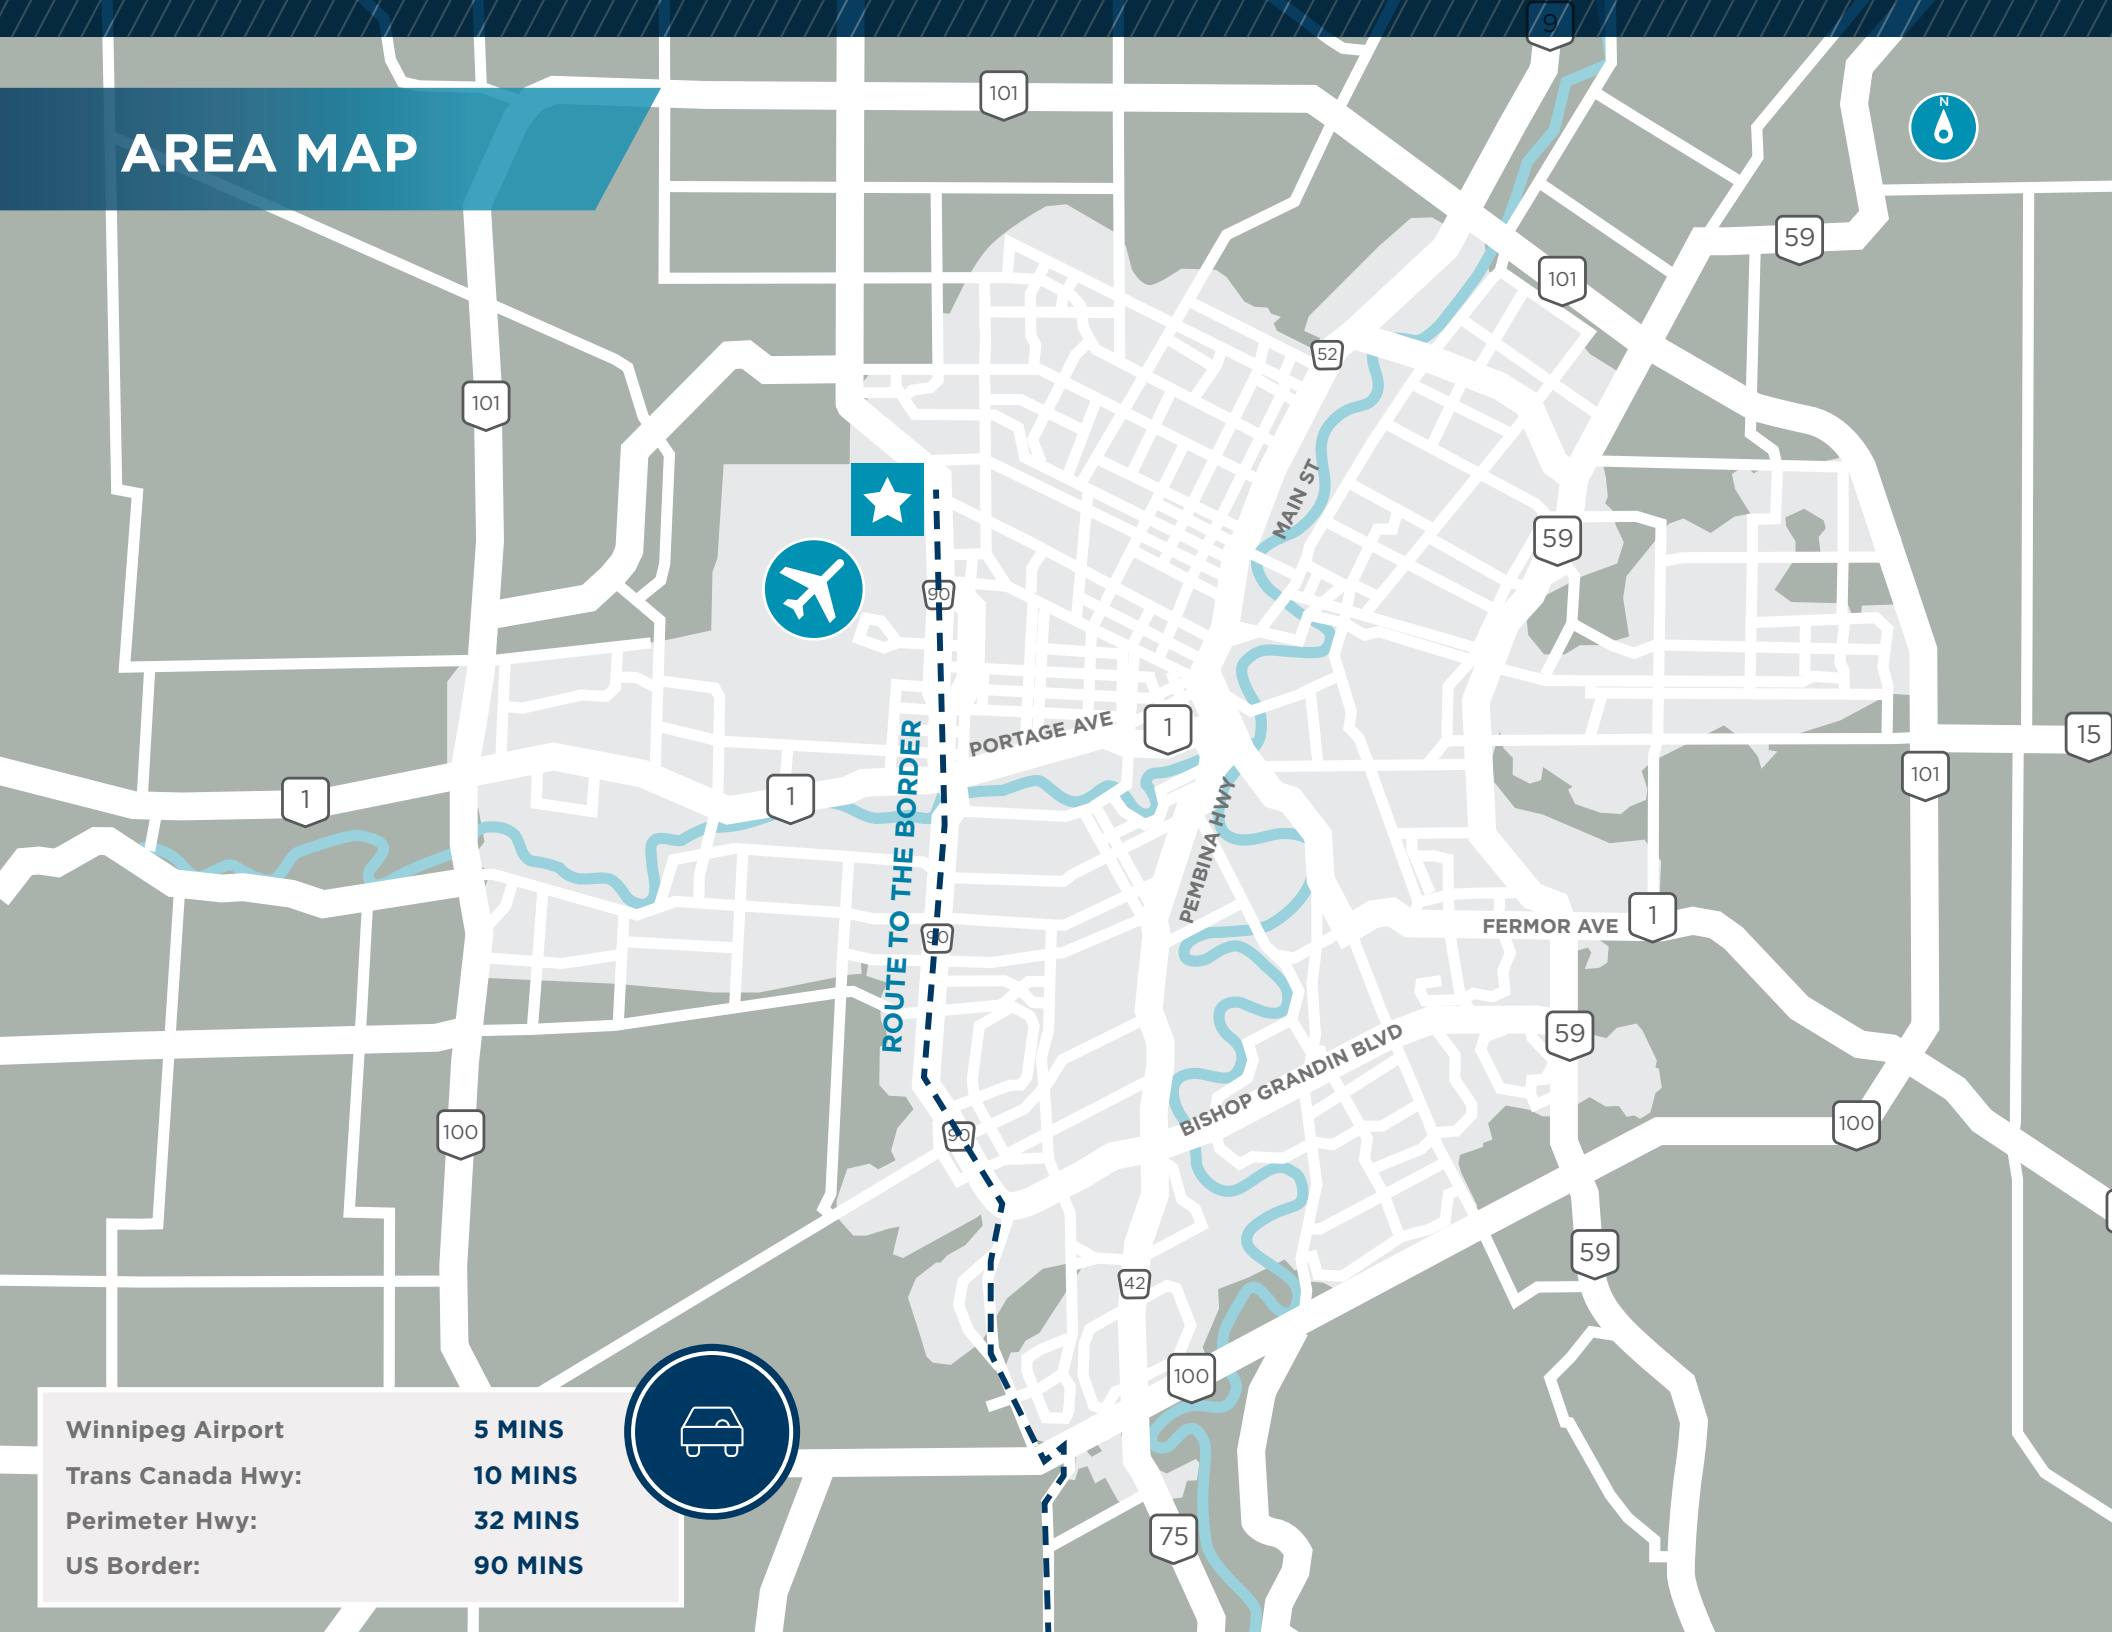 9
101
N
AREA MAP
59
101
52
101
MAIN ST
59
90
PORTAGE AVE
1
15
101
1
1
ROUTE TO THE BORDER
PEMBINA HWY
1
FERMOR AVE
90
59
BISHOP GRANDIN BLVD
100
90
100
59
42
100
Winnipeg Airport 5 MINS
Trans Canada Hwy: 10 MINS
Perimeter Hwy: 32 MINS
US Border: 90 MINS
75